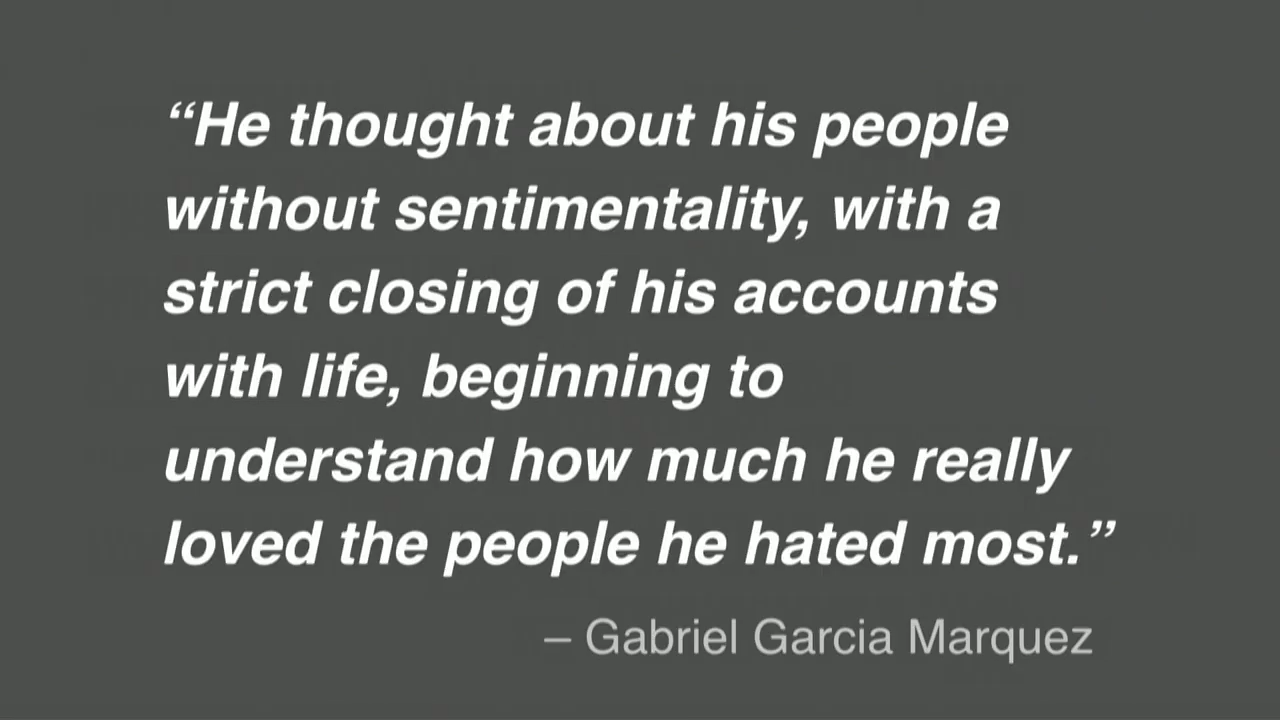 “He thought about his people
without sentimentality, with a
strict closing of his accounts
with life, beginning to
understand how much he really
loved the people he hated most.”
– Gabriel Garcia Marquez